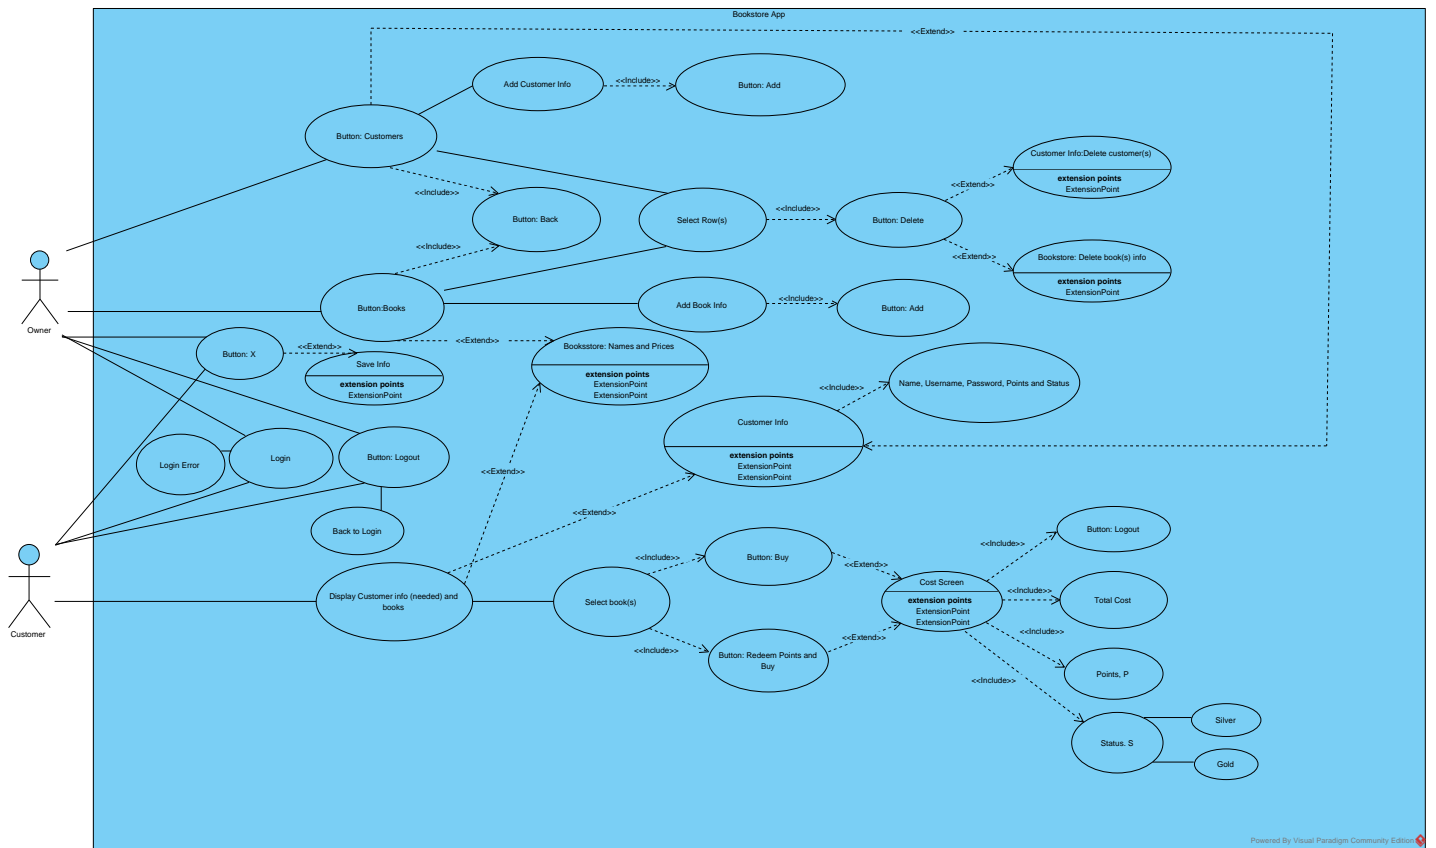 Bookstore App
<<Extend>>
Add Customer Info
<<Include>>
Button: Add
Button: Customers
Customer Info:Delete customer(s)
extension points
ExtensionPoint
<<Extend>>
<<Include>>
Button: Back
Select Row(s)
<<Include>>
Button: Delete
<<Include>>
<<Extend>>
Bookstore: Delete book(s) info
extension points
ExtensionPoint
Button:Books
Add Book Info
<<Include>>
Button: Add
Owner
<<Extend>>
Booksstore: Names and Prices
extension points
ExtensionPoint
ExtensionPoint
Button: X
<<Extend>>
Save Info
extension points
ExtensionPoint
<<Include>>
Name, Username, Password, Points and Status
Customer Info
extension points
ExtensionPoint
ExtensionPoint
Login Error
Login
Button: Logout
<<Extend>>
<<Extend>>
Back to Login
Customer
Display Customer info (needed) and
books
Select book(s)
<<Include>>
Button: Buy
<<Include>>
Button: Redeem Points and
Buy
<<Extend>>
<<Extend>>
Cost Screen
extension points
ExtensionPoint
ExtensionPoint
<<Include>>
Button: Logout
<<Include>>
Total Cost
<<Include>>
Points, P
<<Include>>
Status. S
Silver
Gold
Powered By Visual Paradigm Community Edition